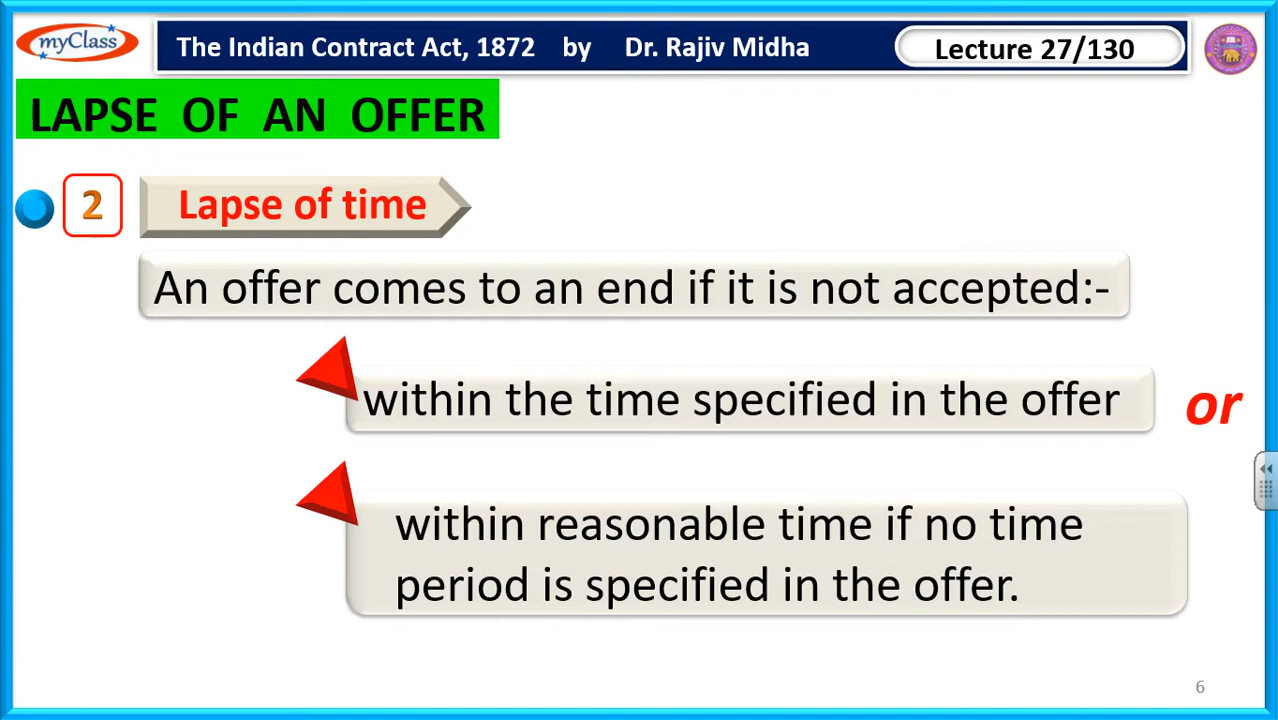 myClass
The Indian Contract Act, 1872 by Dr. Rajiv Midha
Lecture 27/130
LAPSE OF AN OFFER
2 Lapse of time
An offer comes to an end if it is not accepted:-
within the time specified in the offer or
within reasonable time if no time
period is specified in the offer.
6